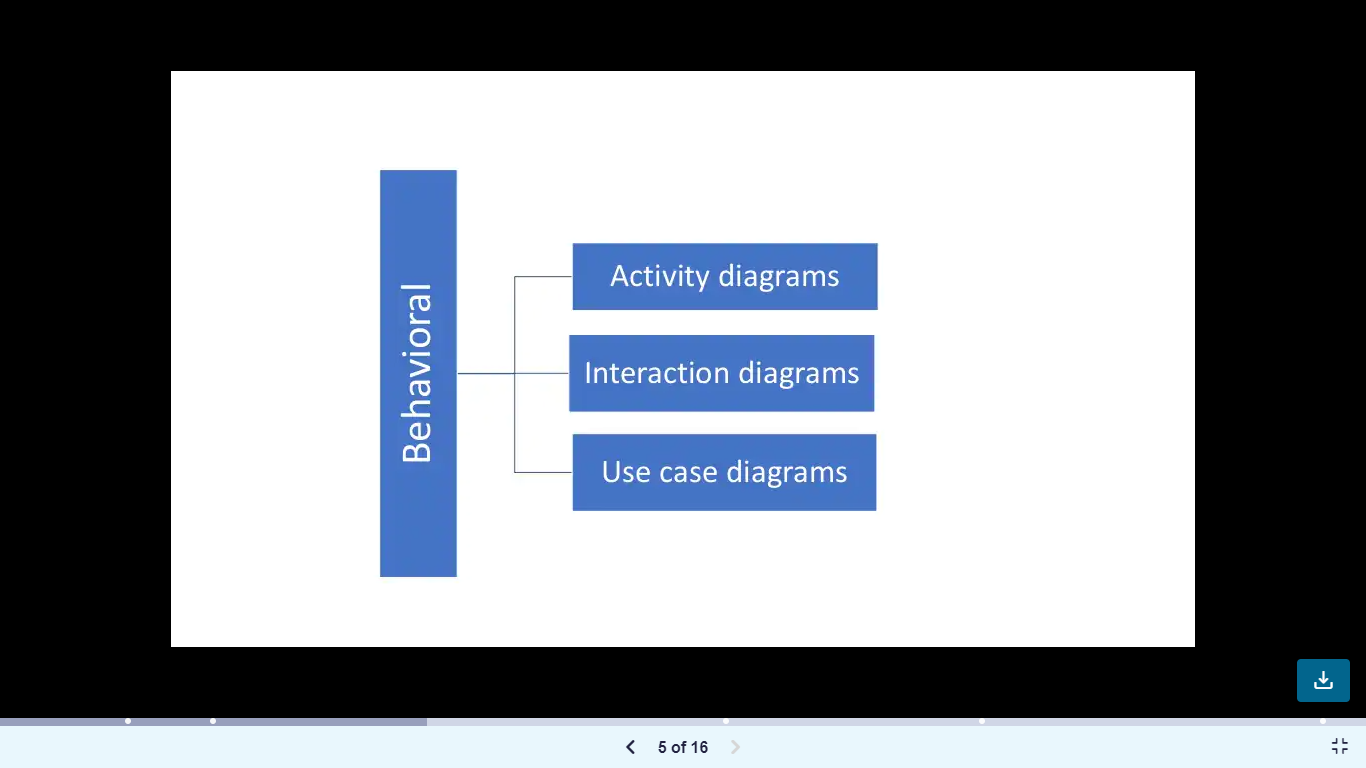 Behavioral
Activity diagrams
Interaction diagrams
Use case diagrams
5 of 16